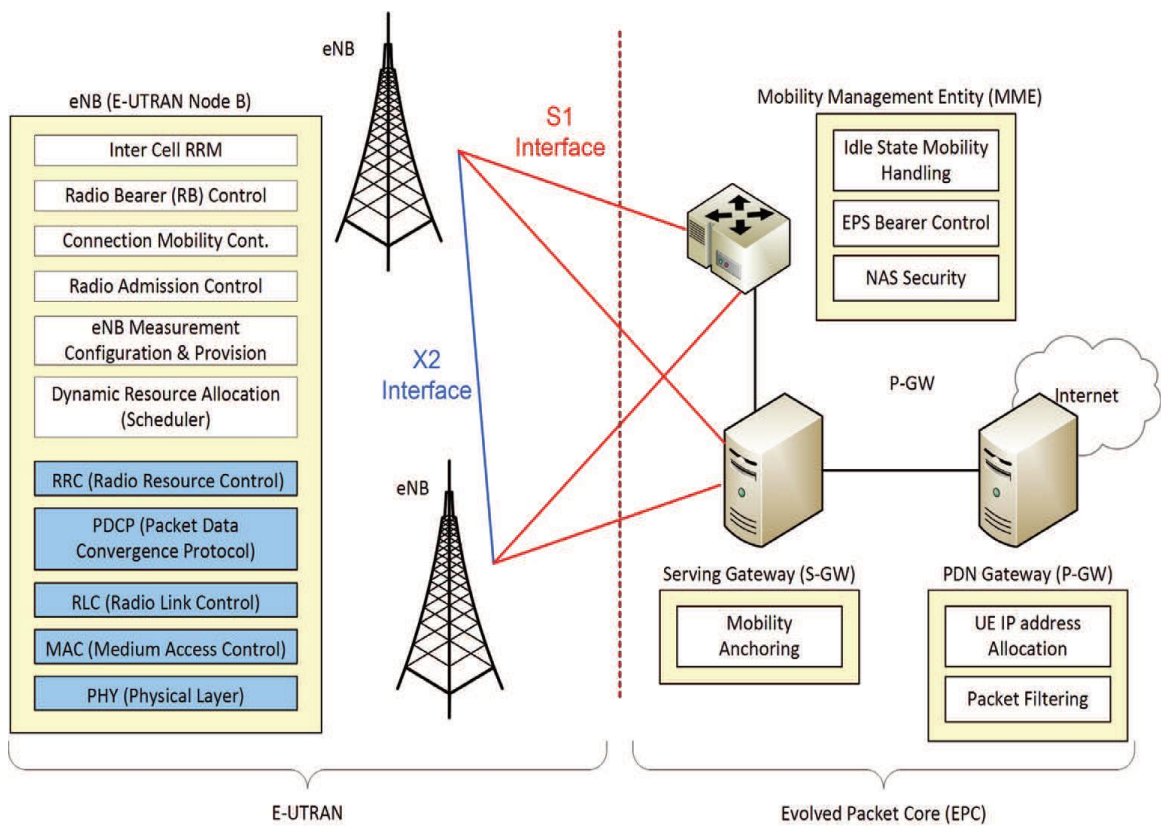 eNB
eNB (E-UTRAN Node B)
Inter Cell RRM
Radio Bearer (RB) Control
Connection Mobility Cont.
Radio Admission Control
eNB Measurement
Configuration & Provision
Dynamic Resource Allocation
(Scheduler)
RRC (Radio Resource Control)
PDCP (Packet Data
Convergence Protocol)
RLC (Radio Link Control)
MAC (Medium Access Control)
PHY (Physical Layer)
S1
Interface
X2
Interface
eNB
E-UTRAN
Mobility Management Entity (MME)
Idle State Mobility
Handling
EPS Bearer Control
NAS Security
P-GW
Internet
Serving Gateway (S-GW)
Mobility
Anchoring
PDN Gateway (P-GW)
UE IP address
Allocation
Packet Filtering
Evolved Packet Core (EPC)